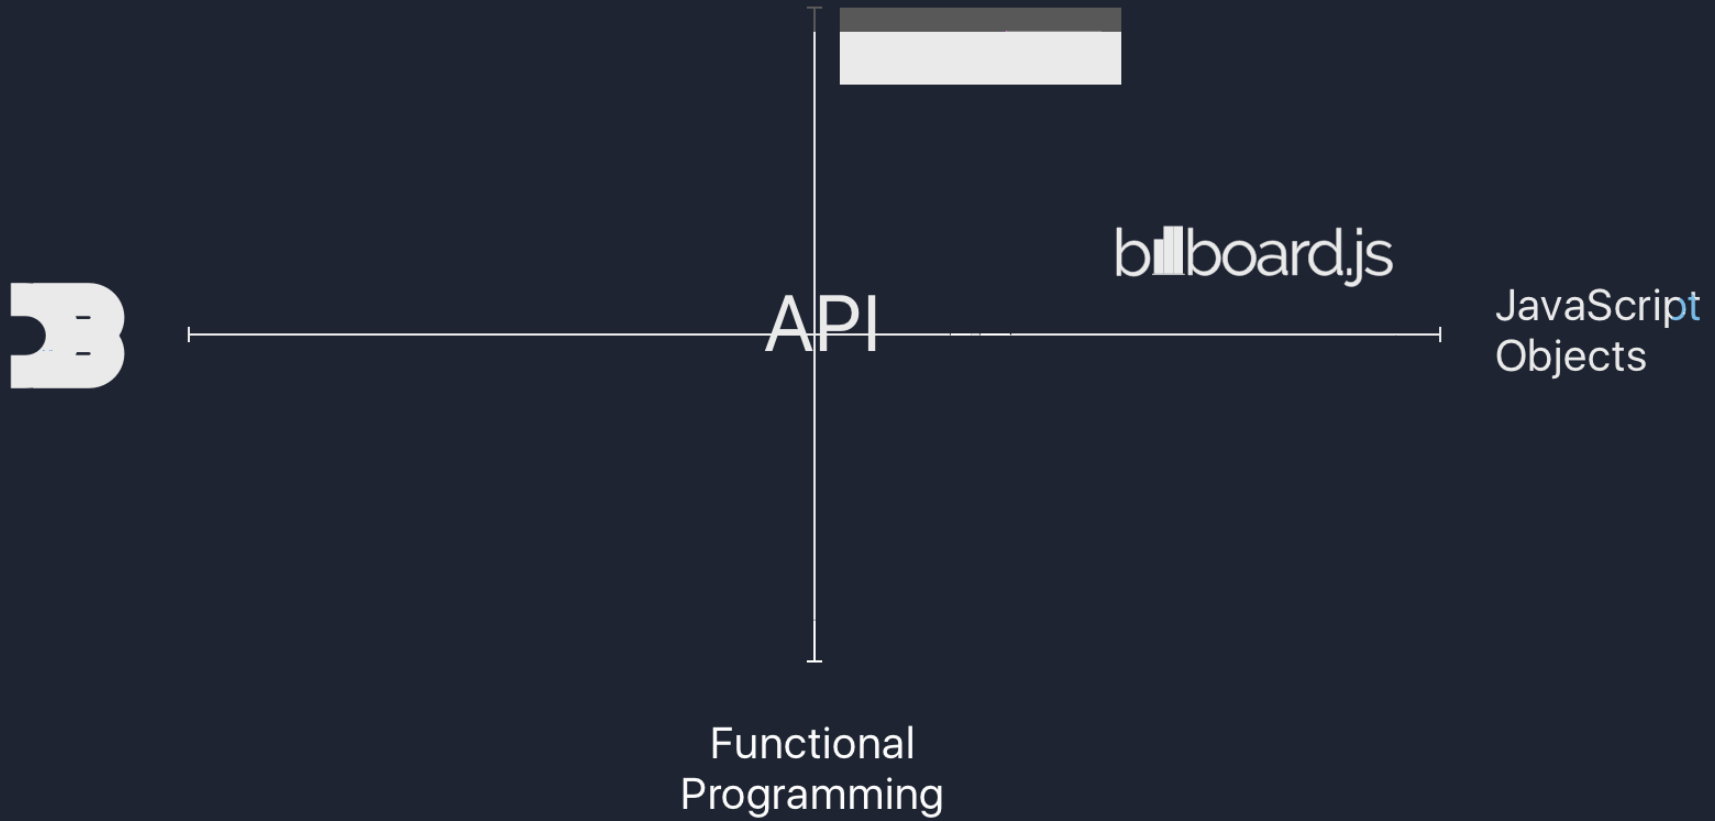 billboard.js
API
JavaScript
Objects
Functional
Programming